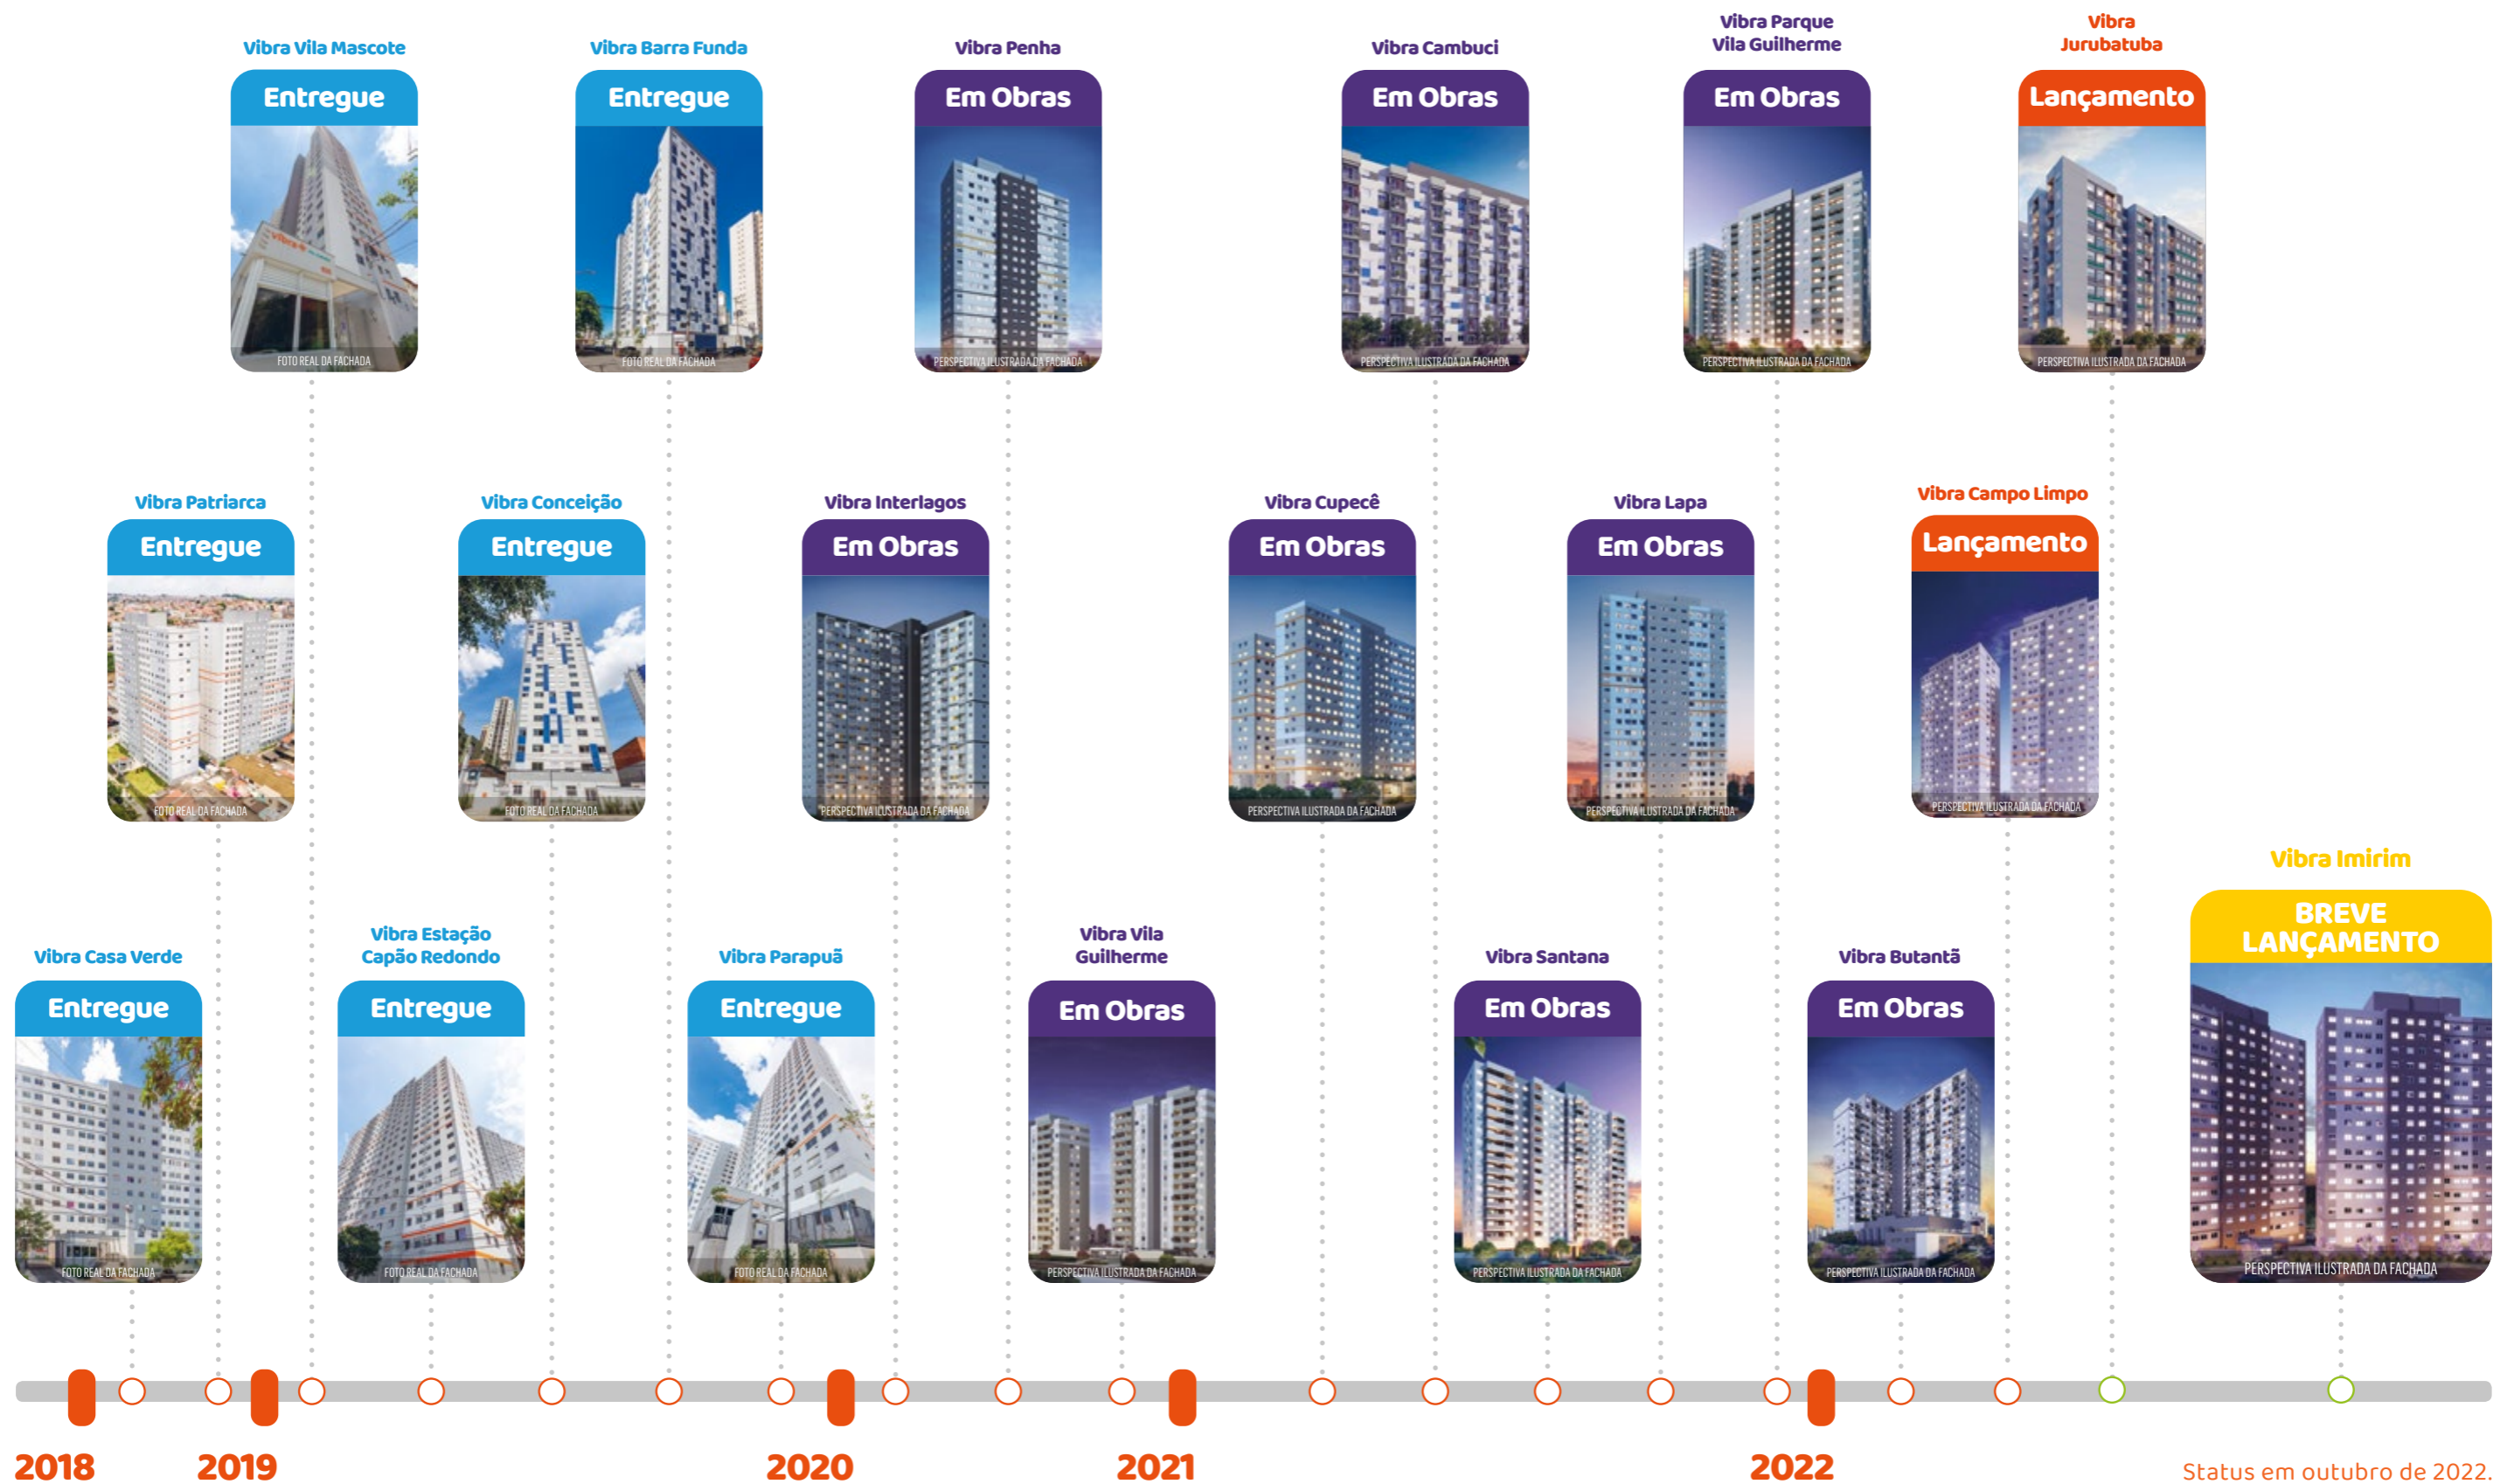 Vibra Vila Mascote
Entregue
FOTO REAL DA FACHADA
Vibra Barra Funda
Entregue
FOTO REAL DA FACHADA
Vibra Penha
Em Obras
PERSPECTIVA ILUSTRADA DA FACHADA
Vibra Cambuci
Em Obras
PERSPECTIVA ILUSTRADA DA FACHADA
Vibra Parque
Vila Guilherme
Em Obras
PERSPECTIVA ILUSTRADA DA FACHADA
Vibra
Jurubatuba
Lançamento
PERSPECTIVA ILUSTRADA DA FACHADA
Vibra Patriarca
Entregue
FOTO REAL DA FACHADA
Vibra Conceição
Entregue
FOTO REAL DA FACHADA
Vibra Interlagos
Em Obras
PERSPECTIVA ILUSTRADA DA FACHADA
Vibra Cupecê
Em Obras
PERSPECTIVA ILUSTRADA DA FACHADA
Vibra Lapa
Em Obras
PERSPECTIVA ILUSTRADA DA FACHADA
Vibra Campo Limpo
Lançamento
PERSPECTIVA ILUSTRADA DA FACHADA
Vibra Casa Verde
Entregue
FOTO REAL DA FACHADA
Vibra Estação
Capão Redondo
Entregue
FOTO REAL DA FACHADA
Vibra Parapuã
Entregue
FOTO REAL DA FACHADA
Vibra Vila
Guilherme
Em Obras
PERSPECTIVA ILUSTRADA DA FACHADA
Vibra Santana
Em Obras
PERSPECTIVA ILUSTRADA DA FACHADA
Vibra Butantã
Em Obras
PERSPECTIVA ILUSTRADA DA FACHADA
Vibra Imirim
BREVE
LANÇAMENTO
PERSPECTIVA ILUSTRADA DA FACHADA
2018
2019
2020
2021
2022
Status em outubro de 2022.